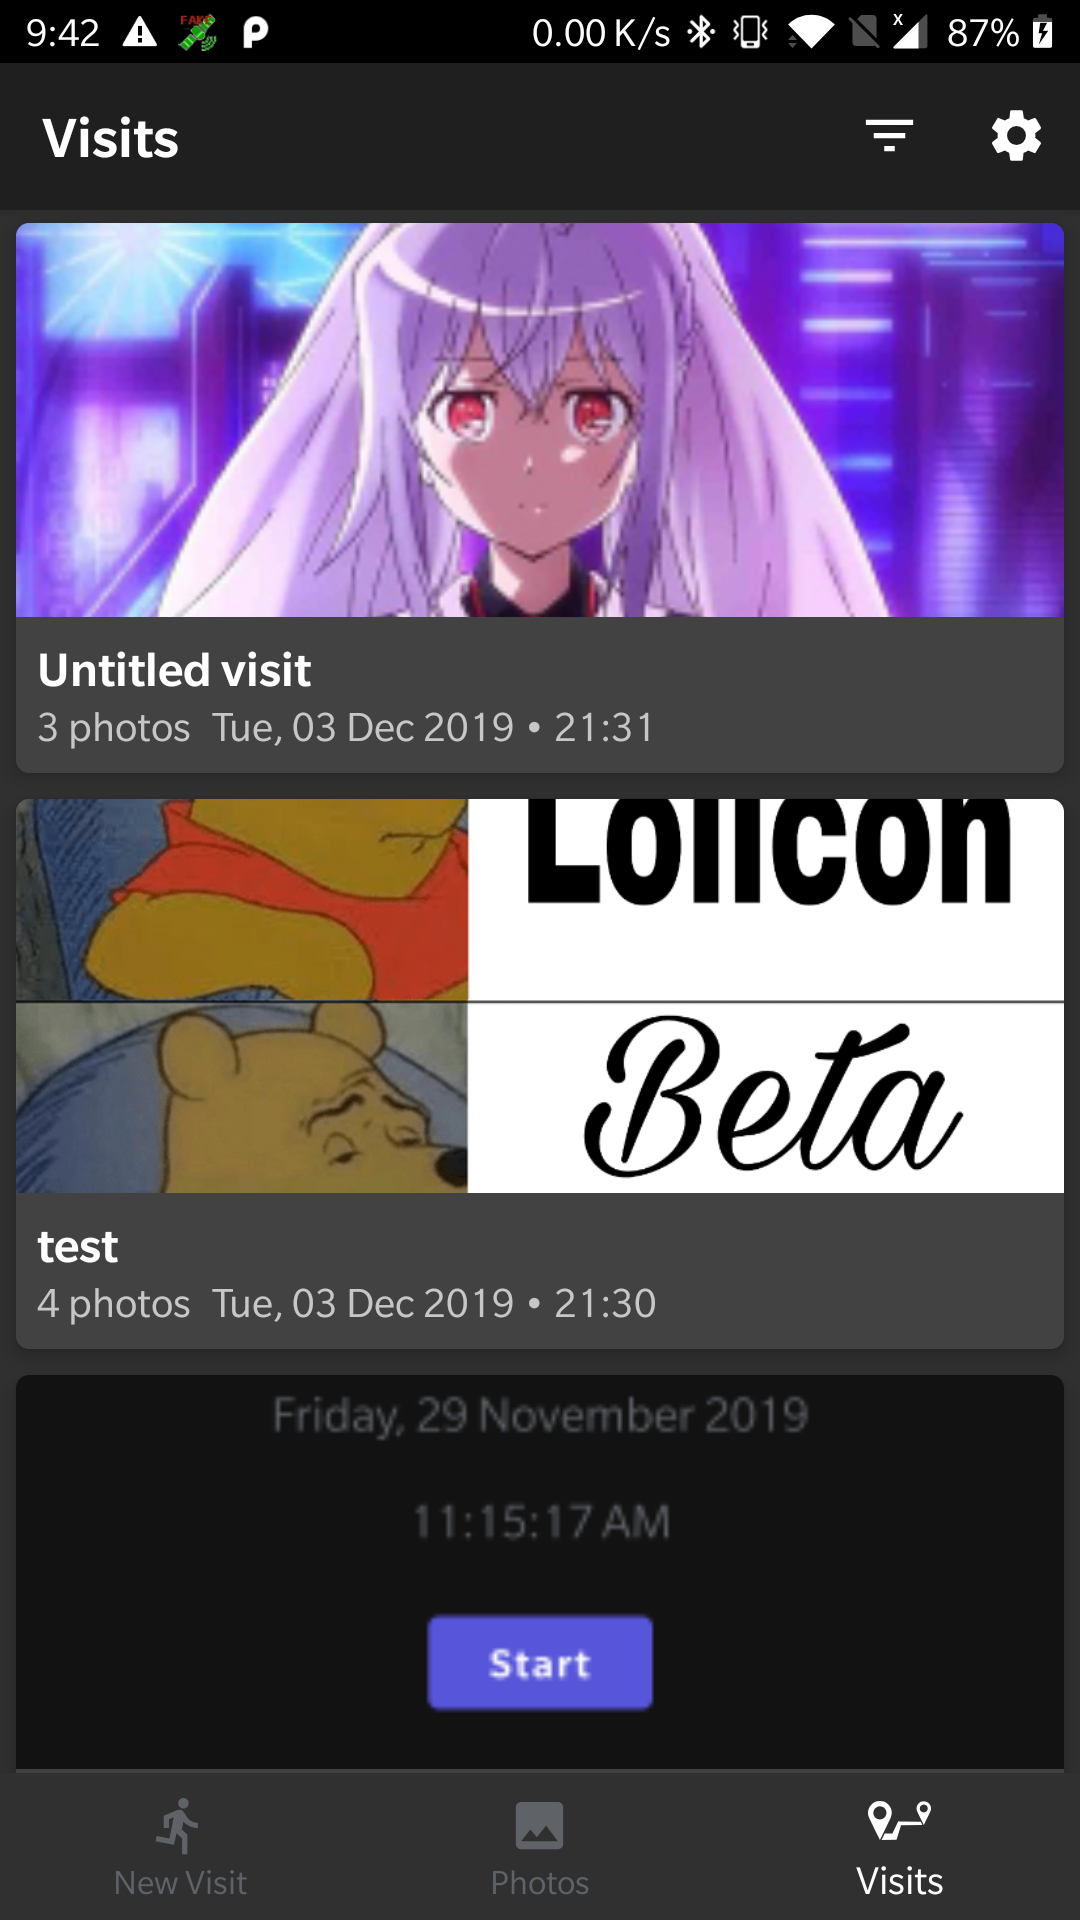 9:42 FAKE 0.00 K/s x 87%
Visits
Untitled visit
3 photos Tue, 03 Dec 2019 • 21:31
Lolicon
Beta
test
4 photos Tue, 03 Dec 2019 • 21:30
Friday, 29 November 2019
11:15:17 AM
Start
New Visit Photos Visits